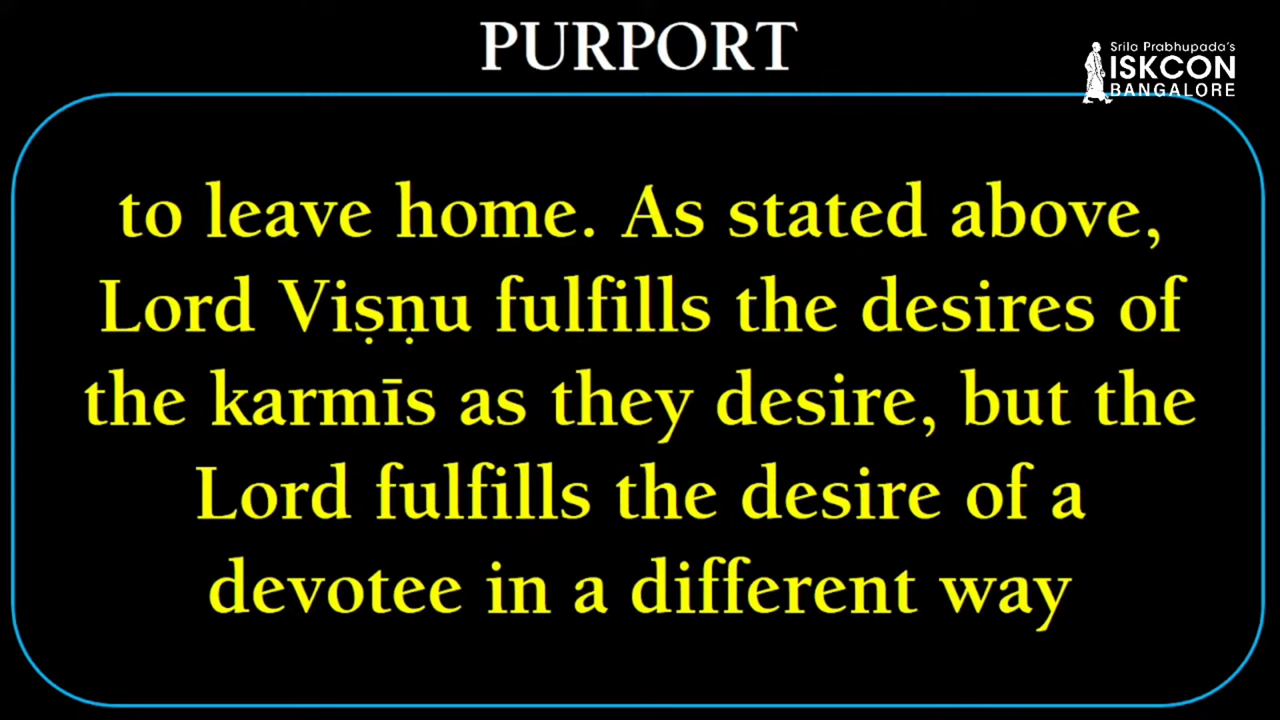 PURPORT
Srila Prabhupada's
ISKCON
BANGALORE
to leave home. As stated above,
Lord Viṣṇu fulfills the desires of
the karmīs as they desire, but the
Lord fulfills the desire of a
devotee in a different way